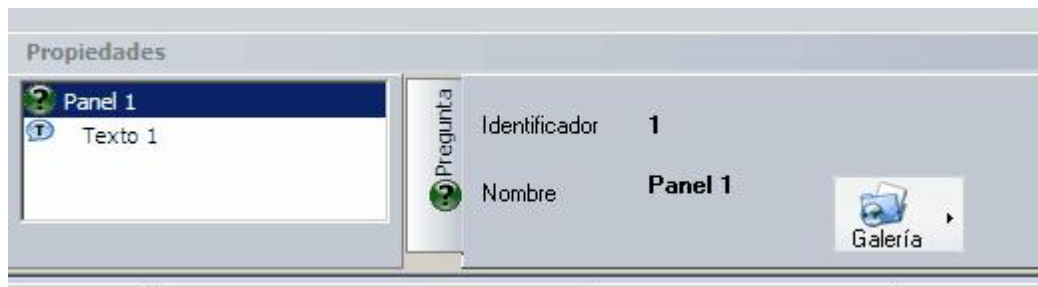 Propiedades
Panel 1
Texto 1
Pregunta
Identificador 1
Nombre Panel 1
Galería